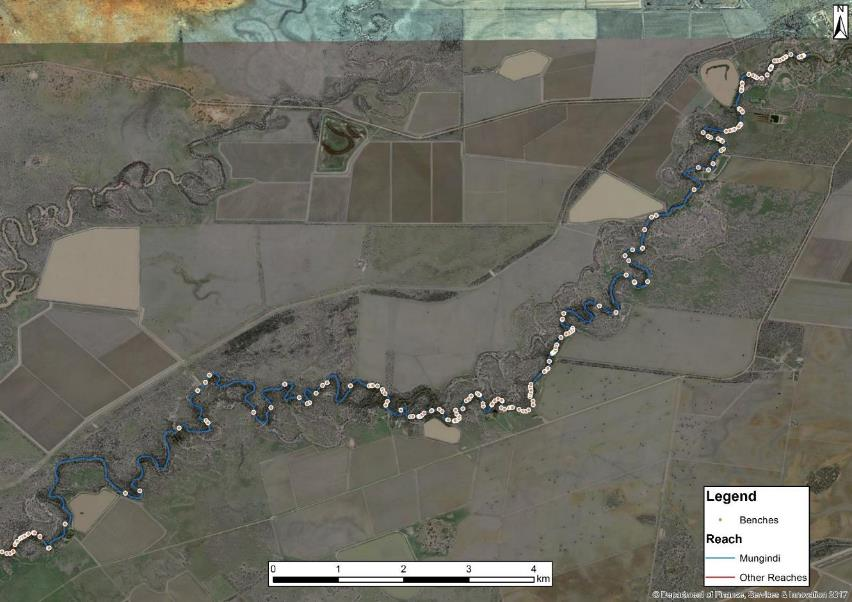 N
Legend
Benches
Reach
Mungindi
Other Reaches
0 1 2 3 4
km
© Department of Finance, Services & Innovation 2017